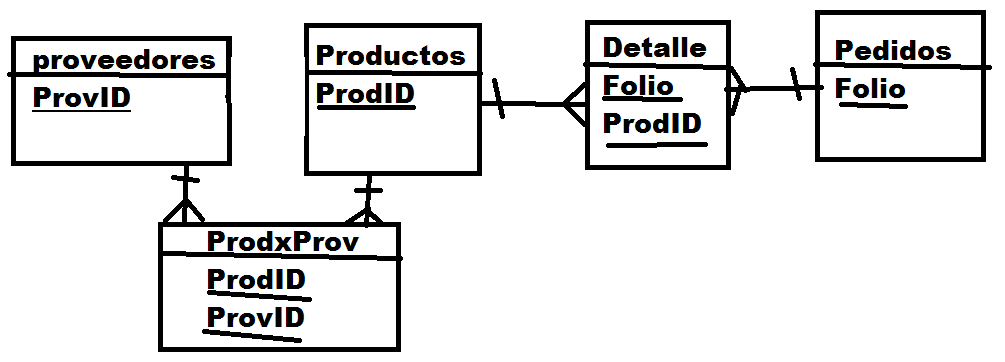 proveedores
ProvID
Productos
ProdID
Detalle
Folio
ProdID
Pedidos
Folio
ProdxProv
ProdID
ProvID